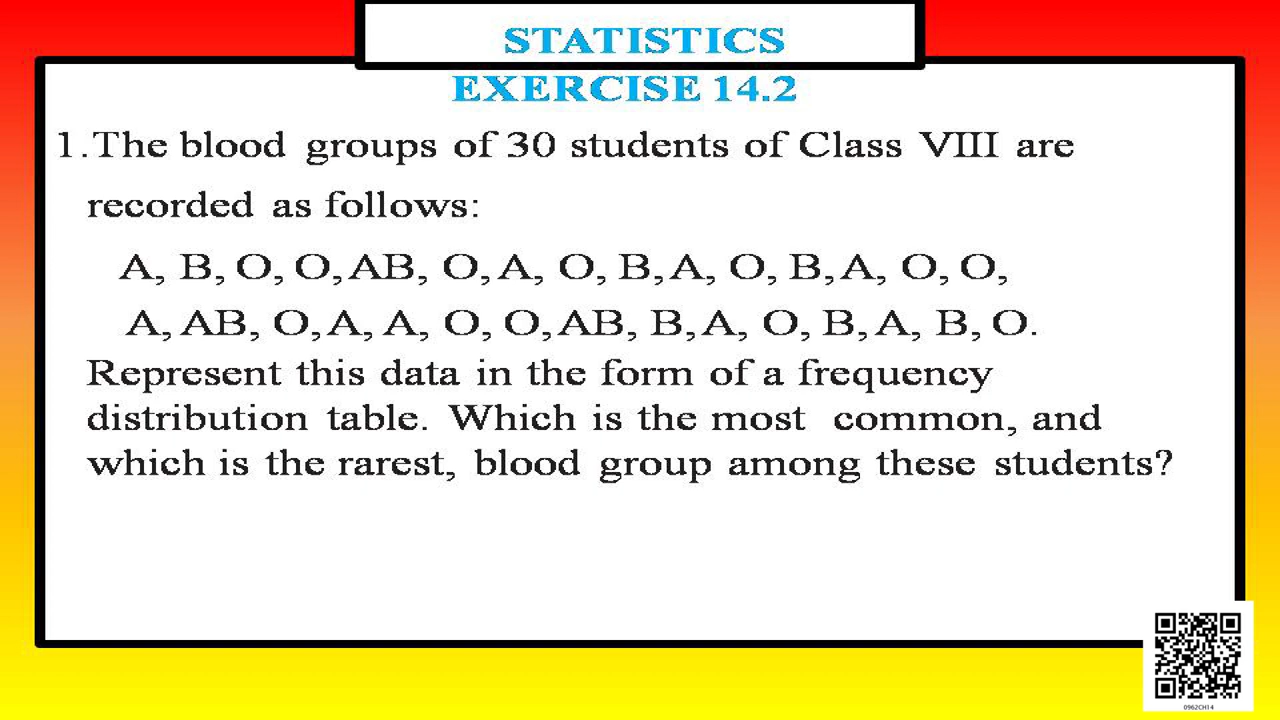 STATISTICS
EXERCISE 14.2
1.The blood groups of 30 students of Class VIII are
recorded as follows:
A, B, O, O, AB, O, A, O, B, A, O, B, A, O, O,
A, AB, O, A, A, O, O, AB, B, A, O, B, A, B, O.
Represent this data in the form of a frequency
distribution table. Which is the most common, and
which is the rarest, blood group among these students?
0962CH14